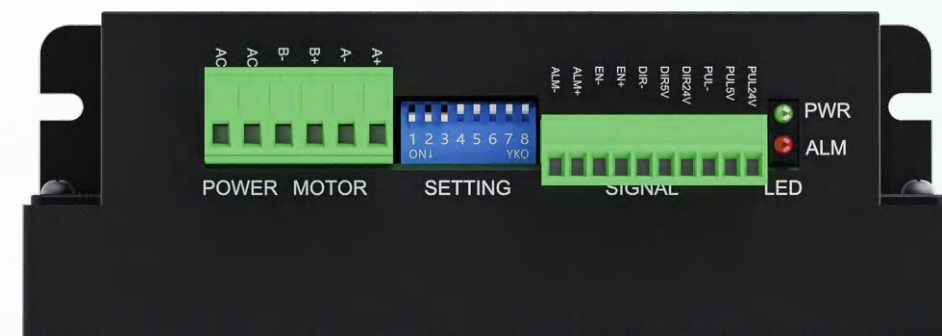 AC AC B- B+ A- A+
ALM- ALM+ EN- EN+ DIR- DIR5V DIR24V PUL- PUL5V PUL24V
PWR
1 2 3 4 5 6 7 8
ON↓ YKO
ALM
POWER MOTOR SETTING SIGNAL LED